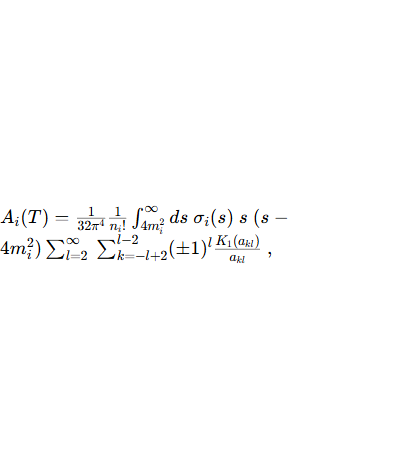 $A_i(T) = \frac{1}{32\pi^4} \frac{1}{n_i!} \int_{4m_i^2}^{\infty} ds\ \sigma_i(s)\ s\ (s -$
$4m_i^2) \sum_{l=2}^{\infty} \sum_{k=-l+2}^{l-2} (\pm 1)^l \frac{K_1(a_{kl})}{a_{kl}}\ ,$